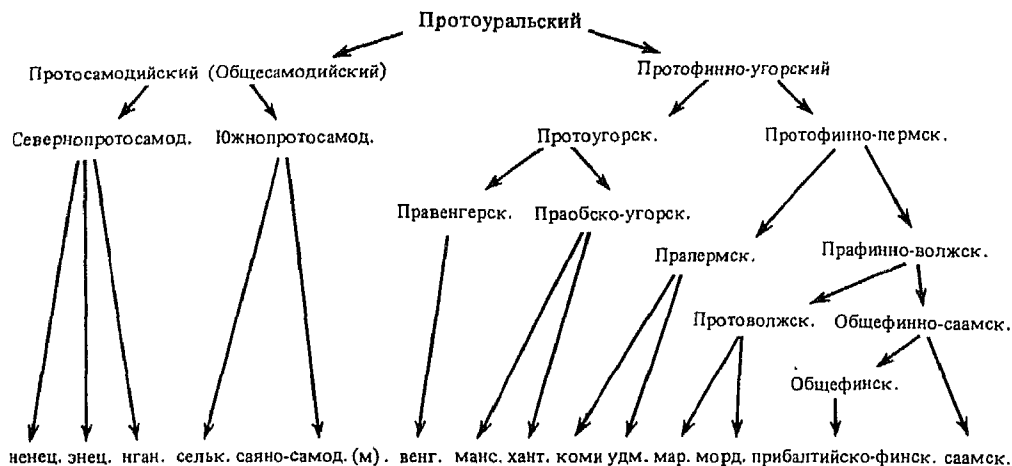 Протоуральский
Протосамодийский (Общесамодийский)
Протофинно-угорский
Севернопротосамод. Южнопротосамод.
Протоугорск.
Протофинно-пермск.
Правенгерск. Праобско-угорск.
Прапермск.
Прафинно-волжск.
Протоволжск. Общефинно-саамск.
Общефинск.
ненец. энец. нган. сельк. саяно-самод. (м). венг. манс. хант. коми удм. мар. морд. прибалтийско-финск. саамск.